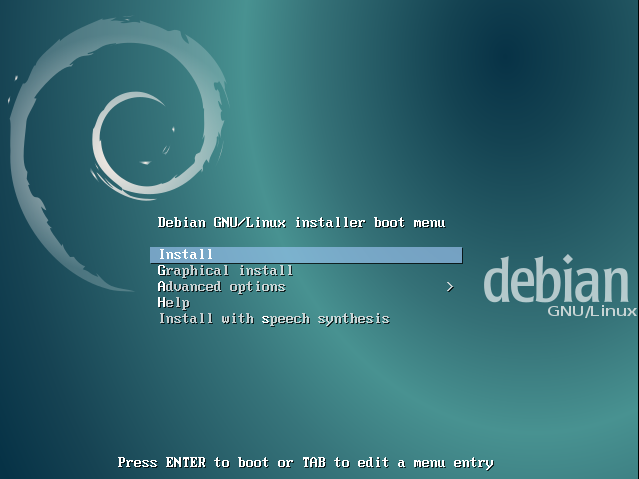 Debian GNU/Linux installer boot menu
Install
Graphical install
Advanced options >
Help
Install with speech synthesis
debian
GNU/Linux
Press ENTER to boot or TAB to edit a menu entry